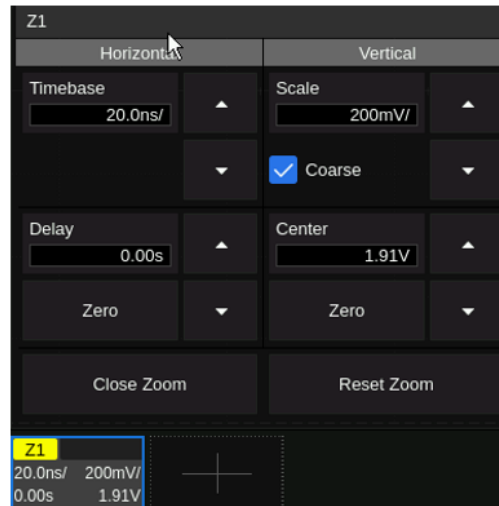 Z1
Horizontal Vertical
Timebase Scale
20.0ns/ 200mV/
Coarse
Delay Center
0.00s 1.91V
Zero Zero
Close Zoom Reset Zoom
Z1
20.0ns/ 200mV/
0.00s 1.91V